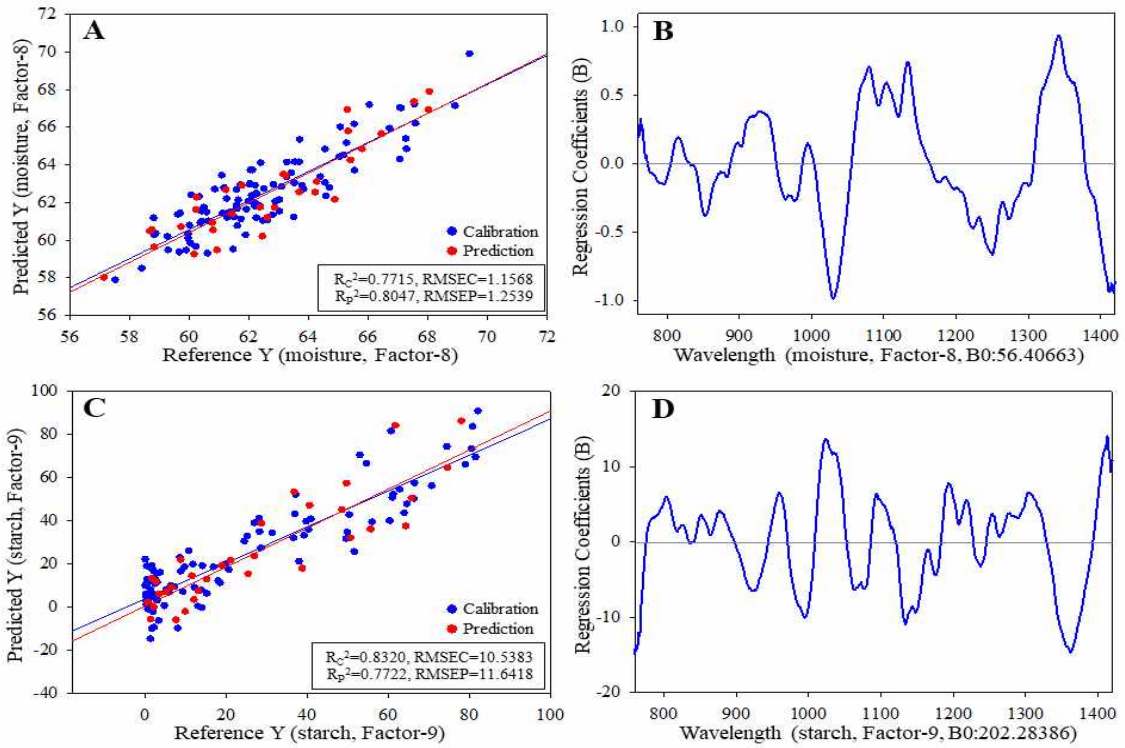 A
72
70
68
66
64
62
60
58
56
56 58 60 62 64 66 68 70 72
Predicted Y (moisture, Factor-8)
Reference Y (moisture, Factor-8)
Calibration
Prediction
R_C²=0.7715, RMSEC=1.1568
R_P²=0.8047, RMSEP=1.2539
B
1.0
0.5
0.0
-0.5
-1.0
800 900 1000 1100 1200 1300 1400
Regression Coefficients (B)
Wavelength (moisture, Factor-8, B0:56.40663)
C
100
80
60
40
20
0
-20
-40
0 20 40 60 80 100
Predicted Y (starch, Factor-9)
Reference Y (starch, Factor-9)
Calibration
Prediction
R_C²=0.8320, RMSEC=10.5383
R_P²=0.7722, RMSEP=11.6418
D
20
10
0
-10
-20
800 900 1000 1100 1200 1300 1400
Regression Coefficients (B)
Wavelength (starch, Factor-9, B0:202.28386)